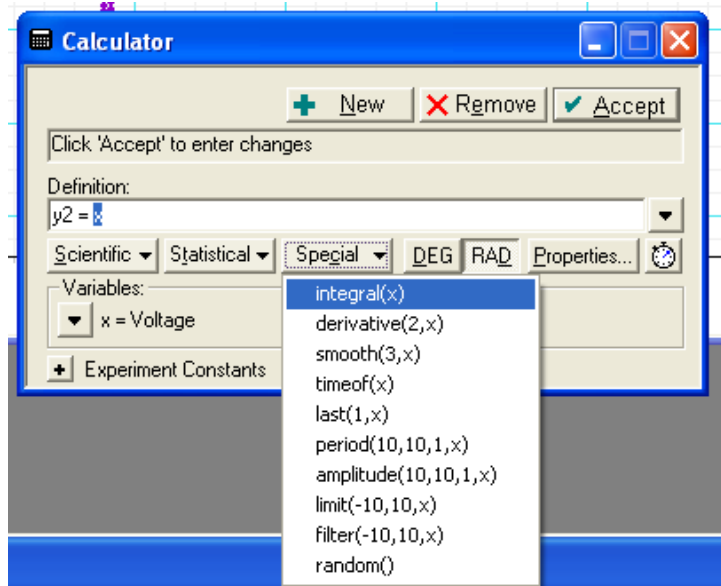 Calculator
New Remove Accept
Click 'Accept' to enter changes
Definition:
y2 = x
Scientific Statistical Special DEG RAD Properties...
Variables:
x = Voltage
Experiment Constants
integral(x)
derivative(2,x)
smooth(3,x)
timeof(x)
last(1,x)
period(10,10,1,x)
amplitude(10,10,1,x)
limit(-10,10,x)
filter(-10,10,x)
random()